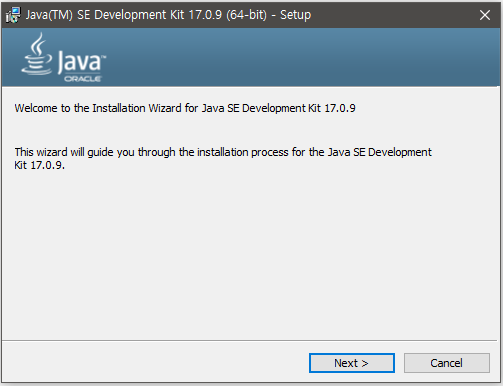 Java(TM) SE Development Kit 17.0.9 (64-bit) - Setup
Java
ORACLE
Welcome to the Installation Wizard for Java SE Development Kit 17.0.9
This wizard will guide you through the installation process for the Java SE Development
Kit 17.0.9.
Next >
Cancel